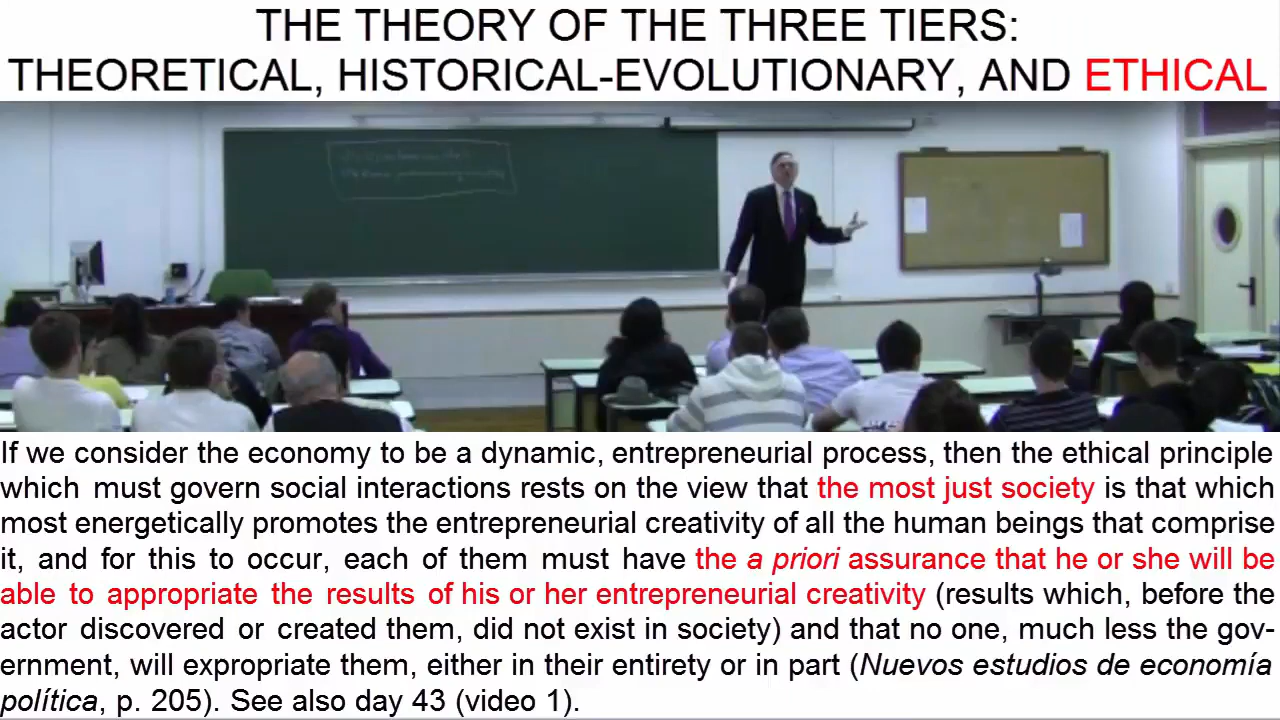 THE THEORY OF THE THREE TIERS:
THEORETICAL, HISTORICAL-EVOLUTIONARY, AND ETHICAL
If we consider the economy to be a dynamic, entrepreneurial process, then the ethical principle
which must govern social interactions rests on the view that the most just society is that which
most energetically promotes the entrepreneurial creativity of all the human beings that comprise
it, and for this to occur, each of them must have the a priori assurance that he or she will be
able to appropriate the results of his or her entrepreneurial creativity (results which, before the
actor discovered or created them, did not exist in society) and that no one, much less the gov-
ernment, will expropriate them, either in their entirety or in part (Nuevos estudios de economía
política, p. 205). See also day 43 (video 1).